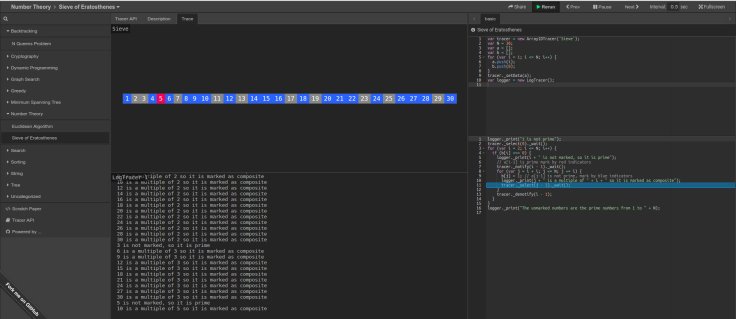 Number Theory > Sieve of Eratosthenes
Share
Rerun
Prev
Pause
Next
Interval 0.5 sec
Fullscreen
Tracer API Description Trace
basic
Sieve
Sieve of Eratosthenes
Backtracking
N Queens Problem
Cryptography
Dynamic Programming
Graph Search
Greedy
Minimum Spanning Tree
Number Theory
Euclidean Algorithm
Sieve of Eratosthenes
Search
Sorting
String
Tree
Uncategorized
Scratch Paper
Tracer API
Powered by ...
Fork me on GitHub
1 2 3 4 5 6 7 8 9 10 11 12 13 14 15 16 17 18 19 20 21 22 23 24 25 26 27 28 29 30
LogTracer
multiple of 2 so it is marked as composite
10 is a multiple of 2 so it is marked as composite
12 is a multiple of 2 so it is marked as composite
14 is a multiple of 2 so it is marked as composite
16 is a multiple of 2 so it is marked as composite
18 is a multiple of 2 so it is marked as composite
20 is a multiple of 2 so it is marked as composite
22 is a multiple of 2 so it is marked as composite
24 is a multiple of 2 so it is marked as composite
26 is a multiple of 2 so it is marked as composite
28 is a multiple of 2 so it is marked as composite
30 is a multiple of 2 so it is marked as composite
3 is not marked, so it is prime
6 is a multiple of 3 so it is marked as composite
9 is a multiple of 3 so it is marked as composite
12 is a multiple of 3 so it is marked as composite
15 is a multiple of 3 so it is marked as composite
18 is a multiple of 3 so it is marked as composite
21 is a multiple of 3 so it is marked as composite
24 is a multiple of 3 so it is marked as composite
27 is a multiple of 3 so it is marked as composite
30 is a multiple of 3 so it is marked as composite
5 is not marked, so it is prime
10 is a multiple of 5 so it is marked as composite
1 var tracer = new Array1DTracer('Sieve');
2 var N = 30;
3 var a = [];
4 var b = [];
5 for (var i = 1; i <= N; i++) {
6 a.push(i);
7 b.push(0);
8 }
9 tracer._setData(a);
10 var logger = new LogTracer();
11
1 logger._print("1 is not prime");
2 tracer._select(0)._wait();
3 for (var i = 2; i <= N; i++) {
4 if (b[i] === 0) {
5 logger._print(i + " is not marked, so it is prime");
6 // a[i-1] is prime mark by red indicators
7 tracer._notify(i - 1)._wait();
8 for (var j = i + i; j <= N; j += i) {
9 b[j] = 1; // a[j-1] is not prime, mark by blue indicators
10 logger._print(j + " is a multiple of " + i + " so it is marked as composite");
11 tracer._select(j - 1)._wait();
12 }
13 tracer._denotify(i - 1);
14 }
15 }
16 logger._print("The unmarked numbers are the prime numbers from 1 to " + N);
17